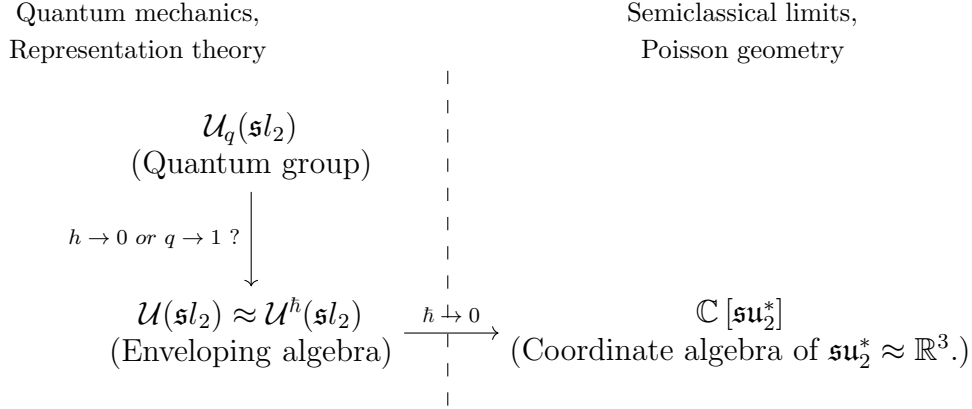 Quantum mechanics,
Representation theory
Semiclassical limits,
Poisson geometry
𝒰_q(𝔰l₂)
(Quantum group)
h → 0 or q → 1 ?
𝒰(𝔰l₂) ≈ 𝒰^ħ(𝔰l₂)
(Enveloping algebra)
ħ → 0
ℂ [𝔰𝔲₂*]
(Coordinate algebra of 𝔰𝔲₂* ≈ ℝ³.)